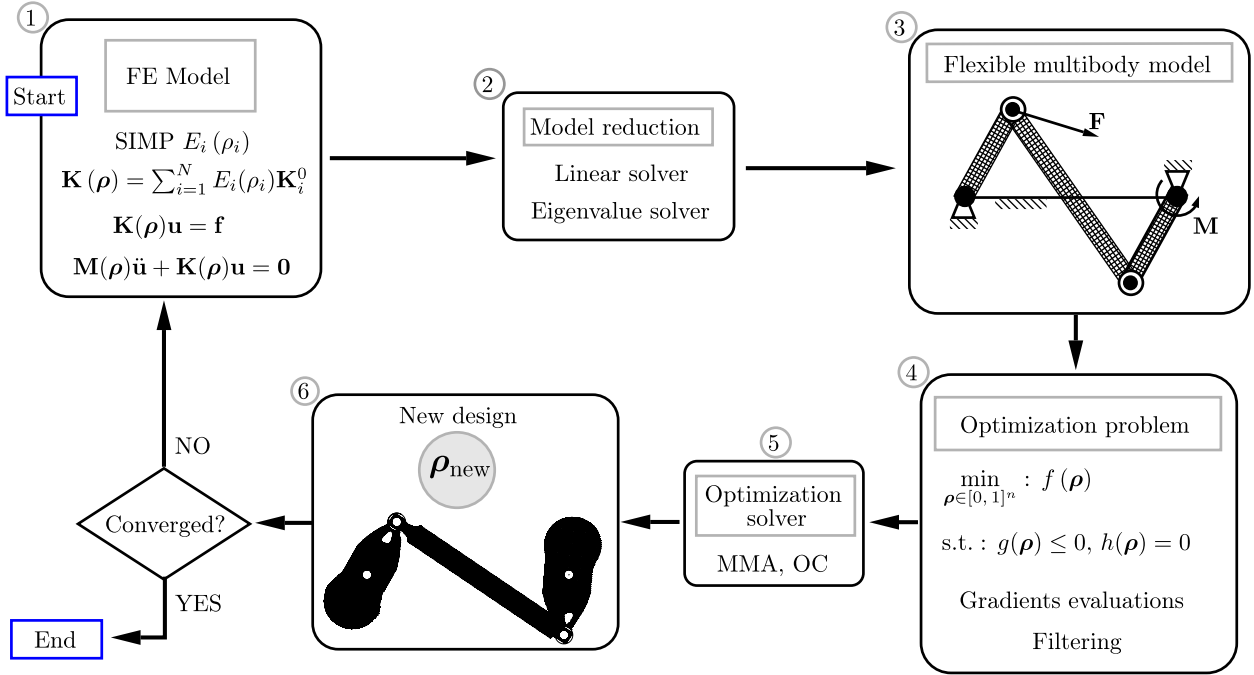 1
Start
FE Model
SIMP E_i (ρ_i)
K (ρ) = ∑_{i=1}^{N} E_i(ρ_i)K_i^0
K(ρ)u = f
M(ρ)ü + K(ρ)u = 0
2
Model reduction
Linear solver
Eigenvalue solver
3
Flexible multibody model
F
M
4
Optimization problem
min : f (ρ)
ρ∈[0, 1]^n
s.t. : g(ρ) ≤ 0, h(ρ) = 0
Gradients evaluations
Filtering
5
Optimization
solver
MMA, OC
6
New design
ρ_new
Converged?
NO
YES
End